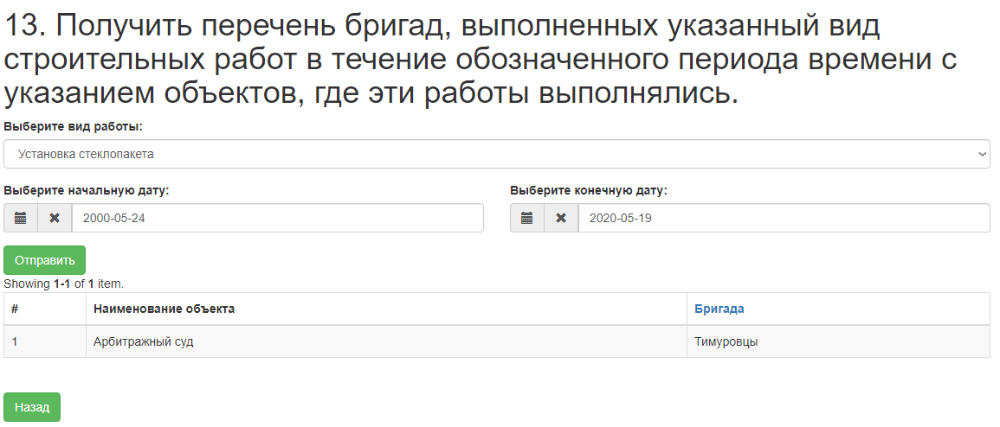 13. Получить перечень бригад, выполненных указанный вид
строительных работ в течение обозначенного периода времени с
указанием объектов, где эти работы выполнялись.
Выберите вид работы:
Установка стеклопакета
Выберите начальную дату: Выберите конечную дату:
2000-05-24 2020-05-19
Отправить
Showing 1-1 of 1 item.
# Наименование объекта Бригада
1 Арбитражный суд Тимуровцы
Назад